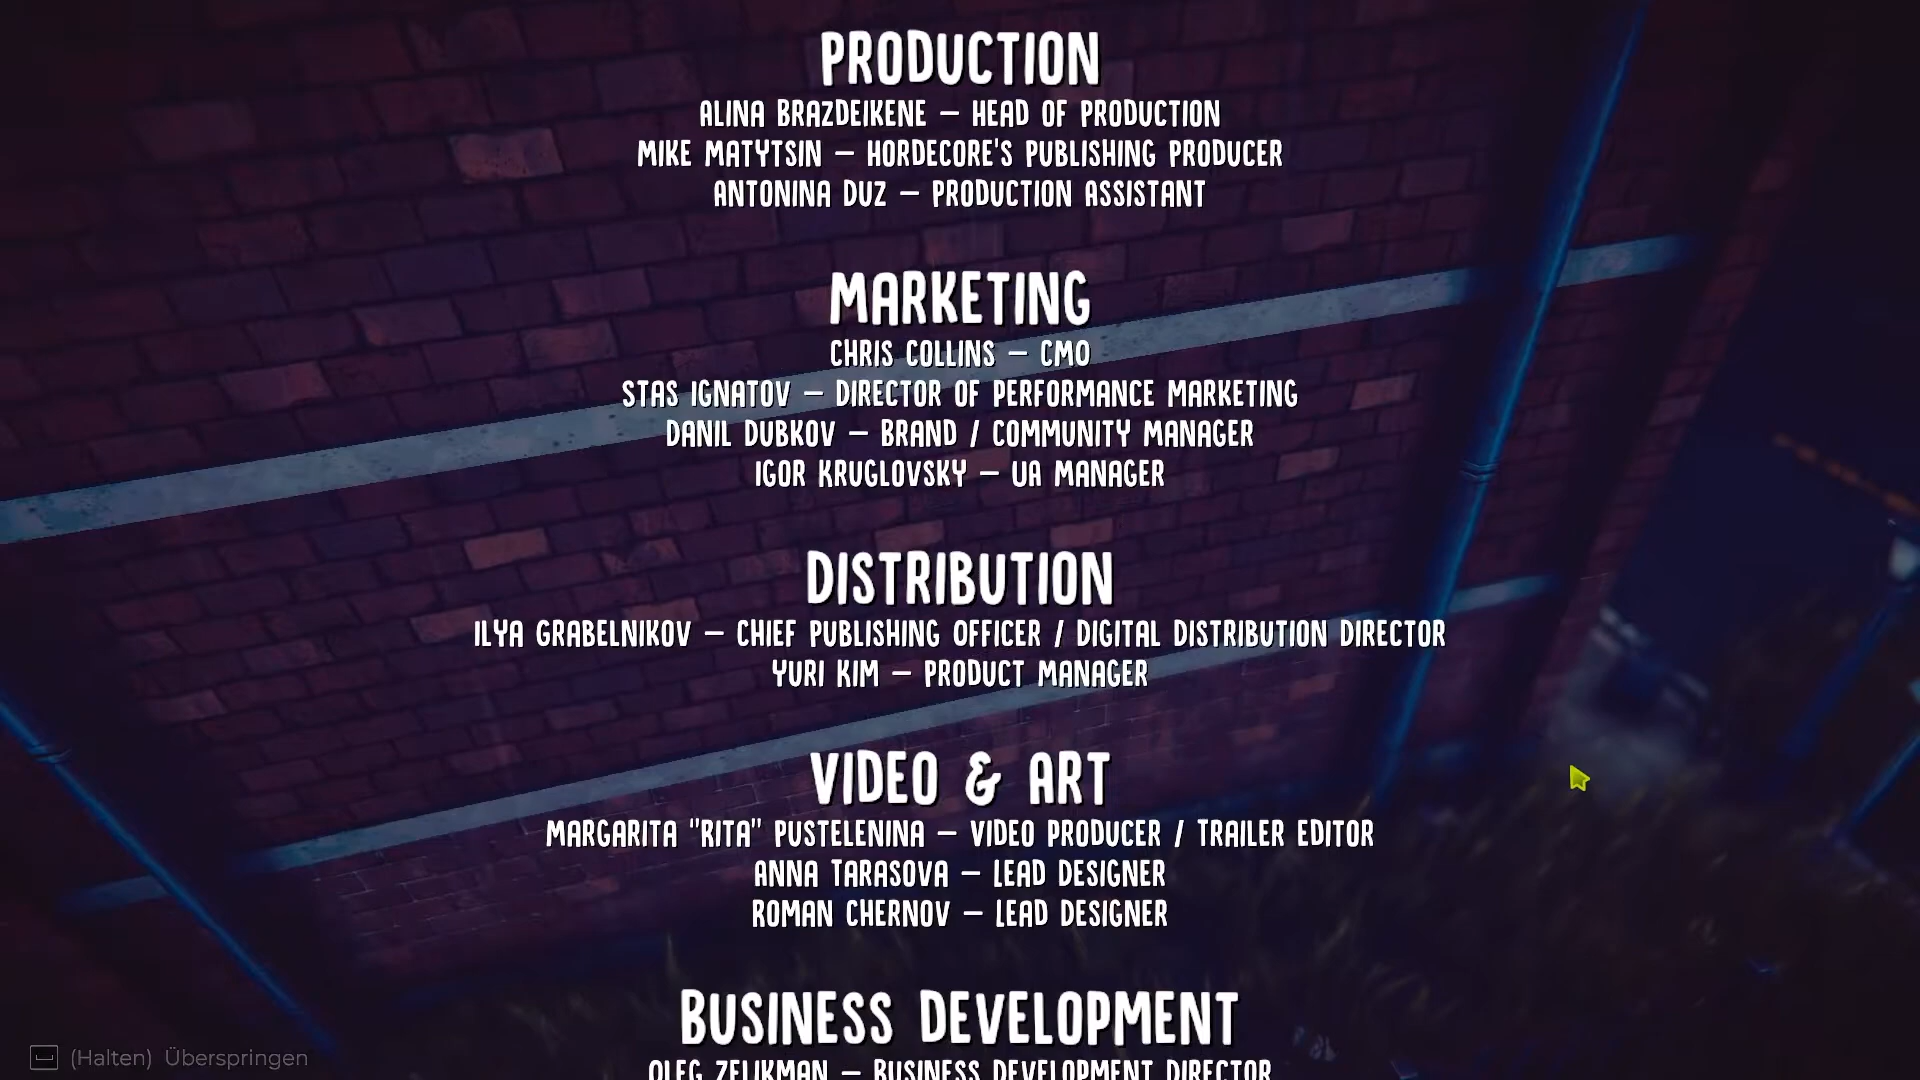 PRODUCTION
ALINA BRAZDEIKENE – HEAD OF PRODUCTION
MIKE MATYTSIN – HORDECORE'S PUBLISHING PRODUCER
ANTONINA DUZ – PRODUCTION ASSISTANT
MARKETING
CHRIS COLLINS – CMO
STAS IGNATOV – DIRECTOR OF PERFORMANCE MARKETING
DANIL DUBKOV – BRAND / COMMUNITY MANAGER
IGOR KRUGLOVSKY – UA MANAGER
DISTRIBUTION
ILYA GRABELNIKOV – CHIEF PUBLISHING OFFICER / DIGITAL DISTRIBUTION DIRECTOR
YURI KIM – PRODUCT MANAGER
VIDEO & ART
MARGARITA "RITA" PUSTELENINA – VIDEO PRODUCER / TRAILER EDITOR
ANNA TARASOVA – LEAD DESIGNER
ROMAN CHERNOV – LEAD DESIGNER
BUSINESS DEVELOPMENT
OLEG ZELIKMAN – BUSINESS DEVELOPMENT DIRECTOR
(Halten) Überspringen